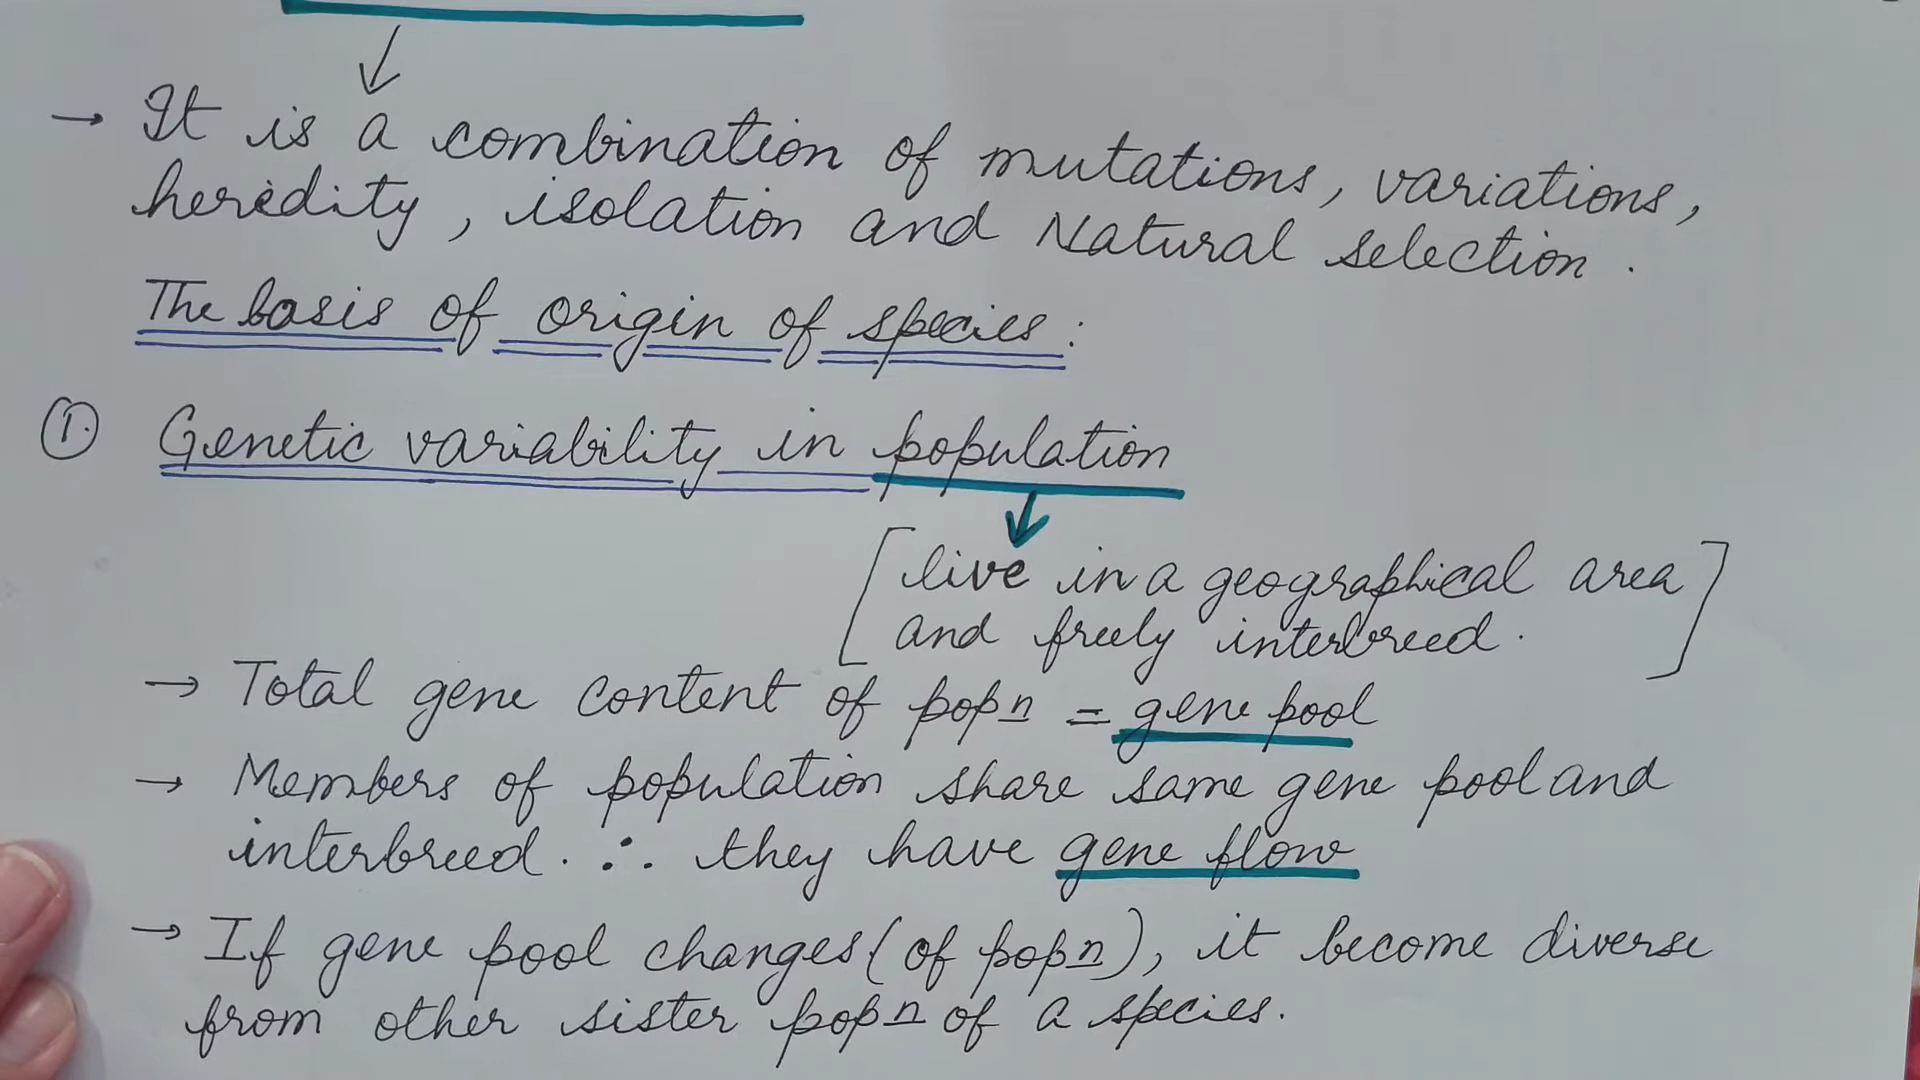 → It is a combination of mutations, variations,
heredity, isolation and Natural selection.
The basis of origin of species:
1. Genetic variability in population
[live in a geographical area
and freely interbreed.]
→ Total gene content of popn = gene pool
→ Members of population share same gene pool and
interbreed. ∴ they have gene flow
→ If gene pool changes (of popn), it become diverse
from other sister popn of a species.